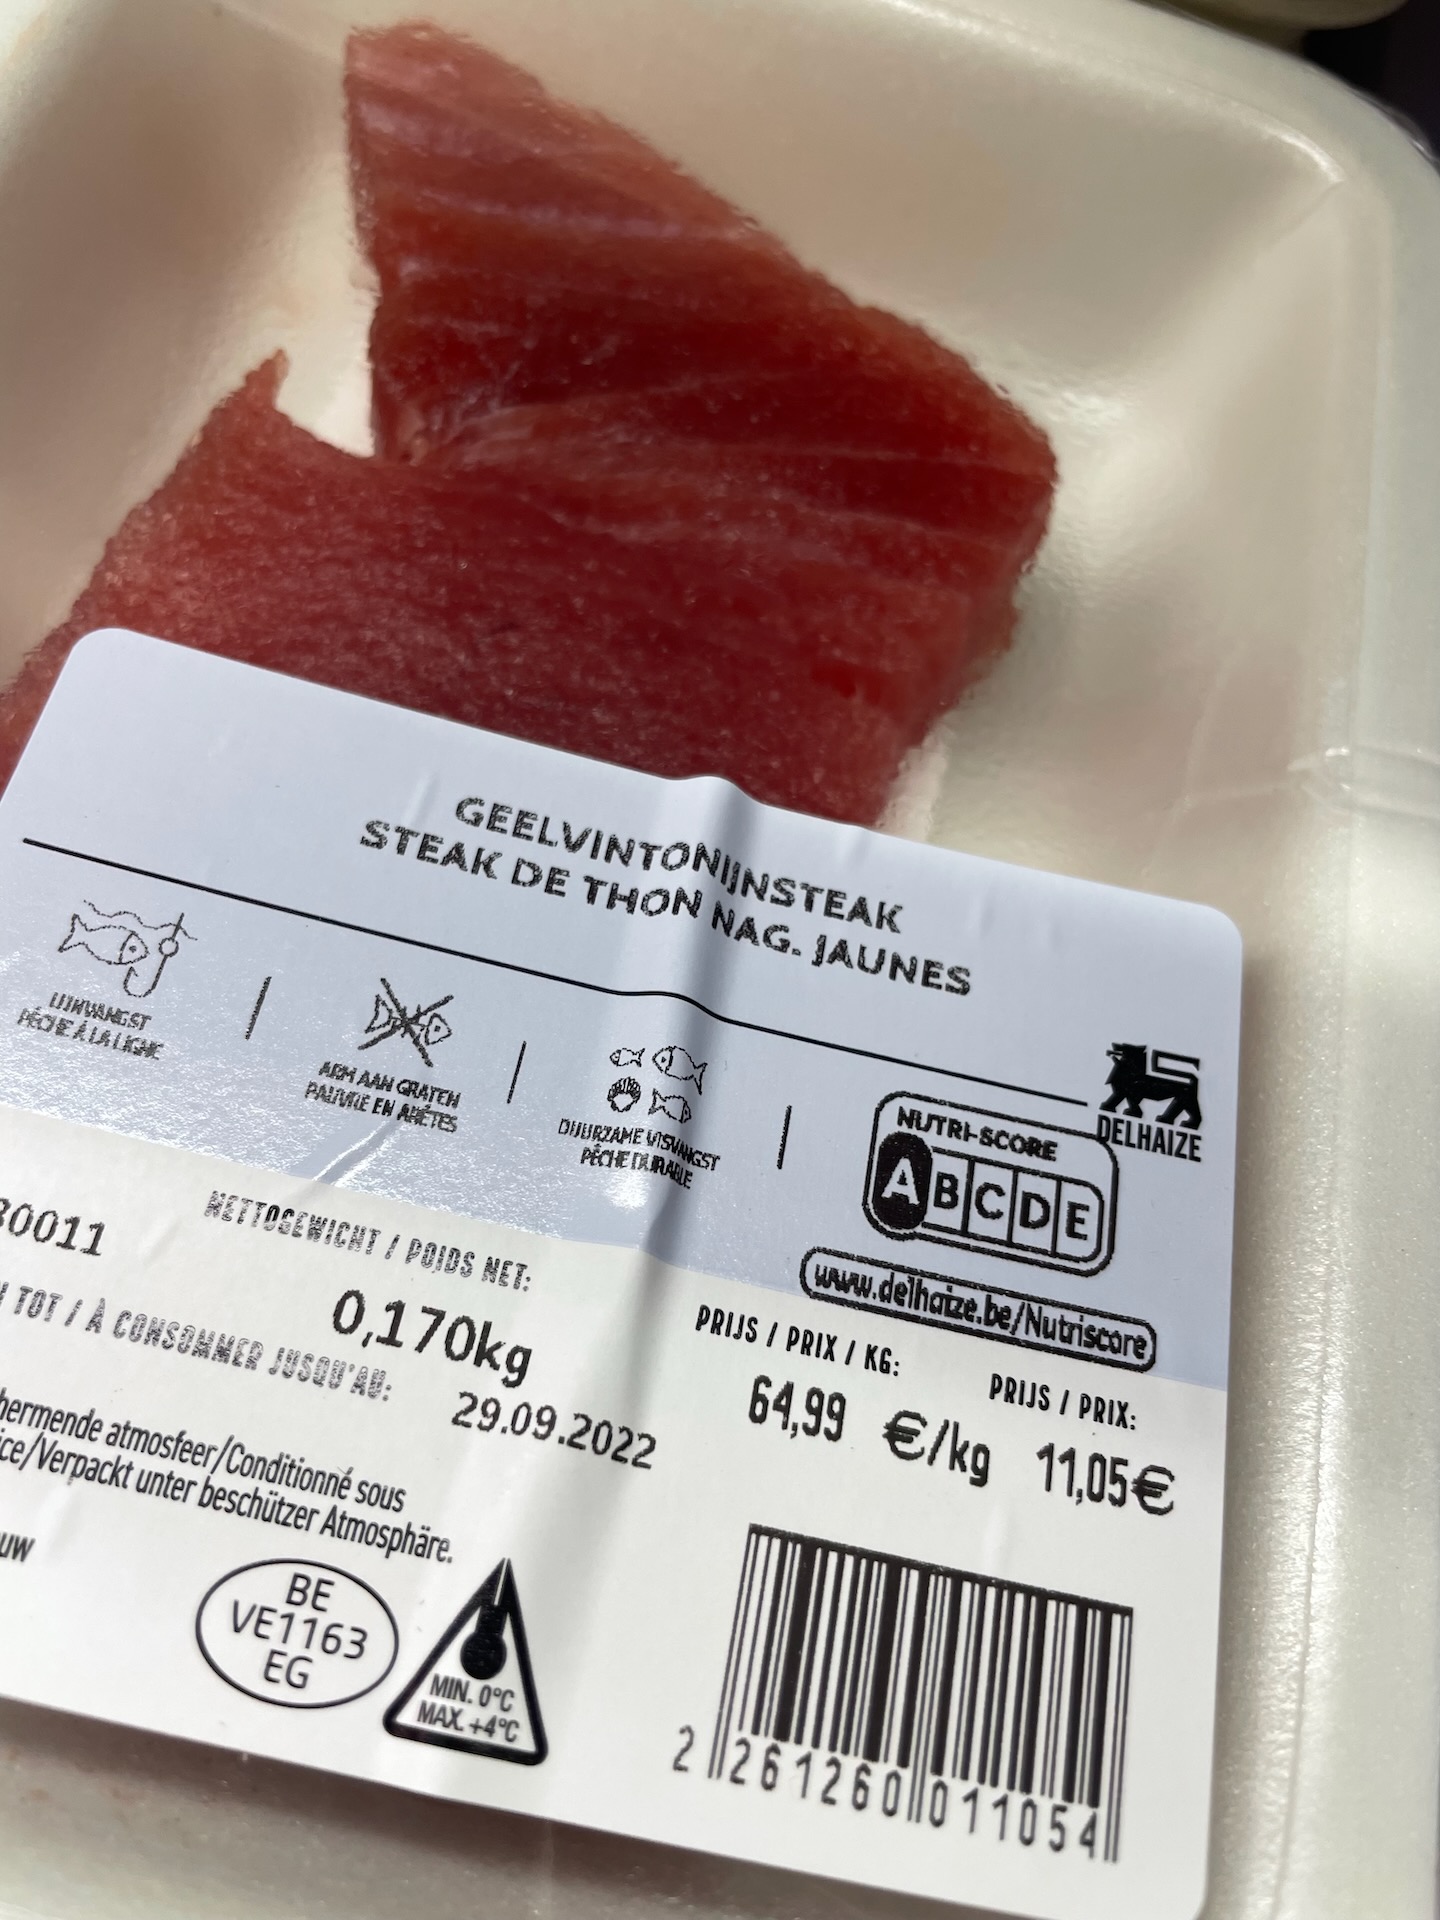 GEELVINTONIJNSTEAK
STEAK DE THON NAG. JAUNES
LIJNVANGST
PÊCHE À LA LIGNE
ARM AAN GRATEN
PAUVRE EN ARÊTES
DUURZAME VISVANGST
PÊCHE DURABLE
NUTRI-SCORE
A B C D E
DELHAIZE
www.delhaize.be/Nutriscore
30011
NETTOGEWICHT / POIDS NET:
0,170kg
TOT / À CONSOMMER JUSQU'AU:
29.09.2022
PRIJS / PRIX / KG:
64,99 €/kg
PRIJS / PRIX:
11,05€
hermende atmosfeer/Conditionné sous
ice/Verpackt unter beschützer Atmosphäre.
uw
BE
VE1163
EG
MIN. 0°C
MAX. +4°C
2 261260 011054